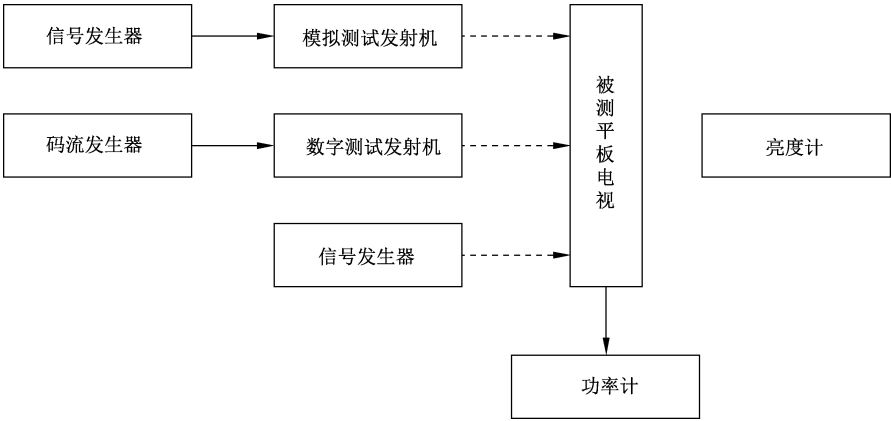 信号发生器
模拟测试发射机
码流发生器
数字测试发射机
信号发生器
被测平板电视
亮度计
功率计